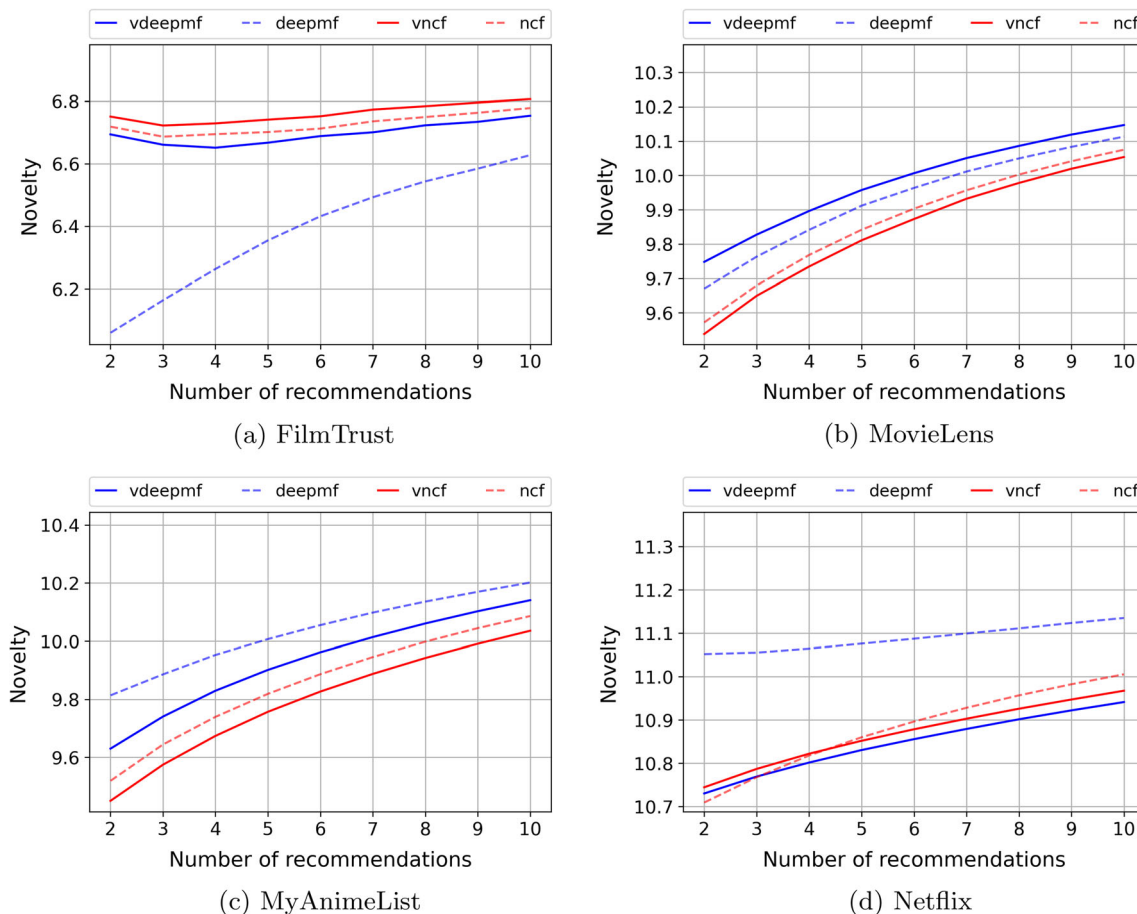 vdeepmf deepmf vncf ncf
Novelty
6.8
6.6
6.4
6.2
2 3 4 5 6 7 8 9 10
Number of recommendations
(a) FilmTrust
vdeepmf deepmf vncf ncf
Novelty
10.3
10.2
10.1
10.0
9.9
9.8
9.7
9.6
2 3 4 5 6 7 8 9 10
Number of recommendations
(b) MovieLens
vdeepmf deepmf vncf ncf
Novelty
10.4
10.2
10.0
9.8
9.6
2 3 4 5 6 7 8 9 10
Number of recommendations
(c) MyAnimeList
vdeepmf deepmf vncf ncf
Novelty
11.3
11.2
11.1
11.0
10.9
10.8
10.7
2 3 4 5 6 7 8 9 10
Number of recommendations
(d) Netflix